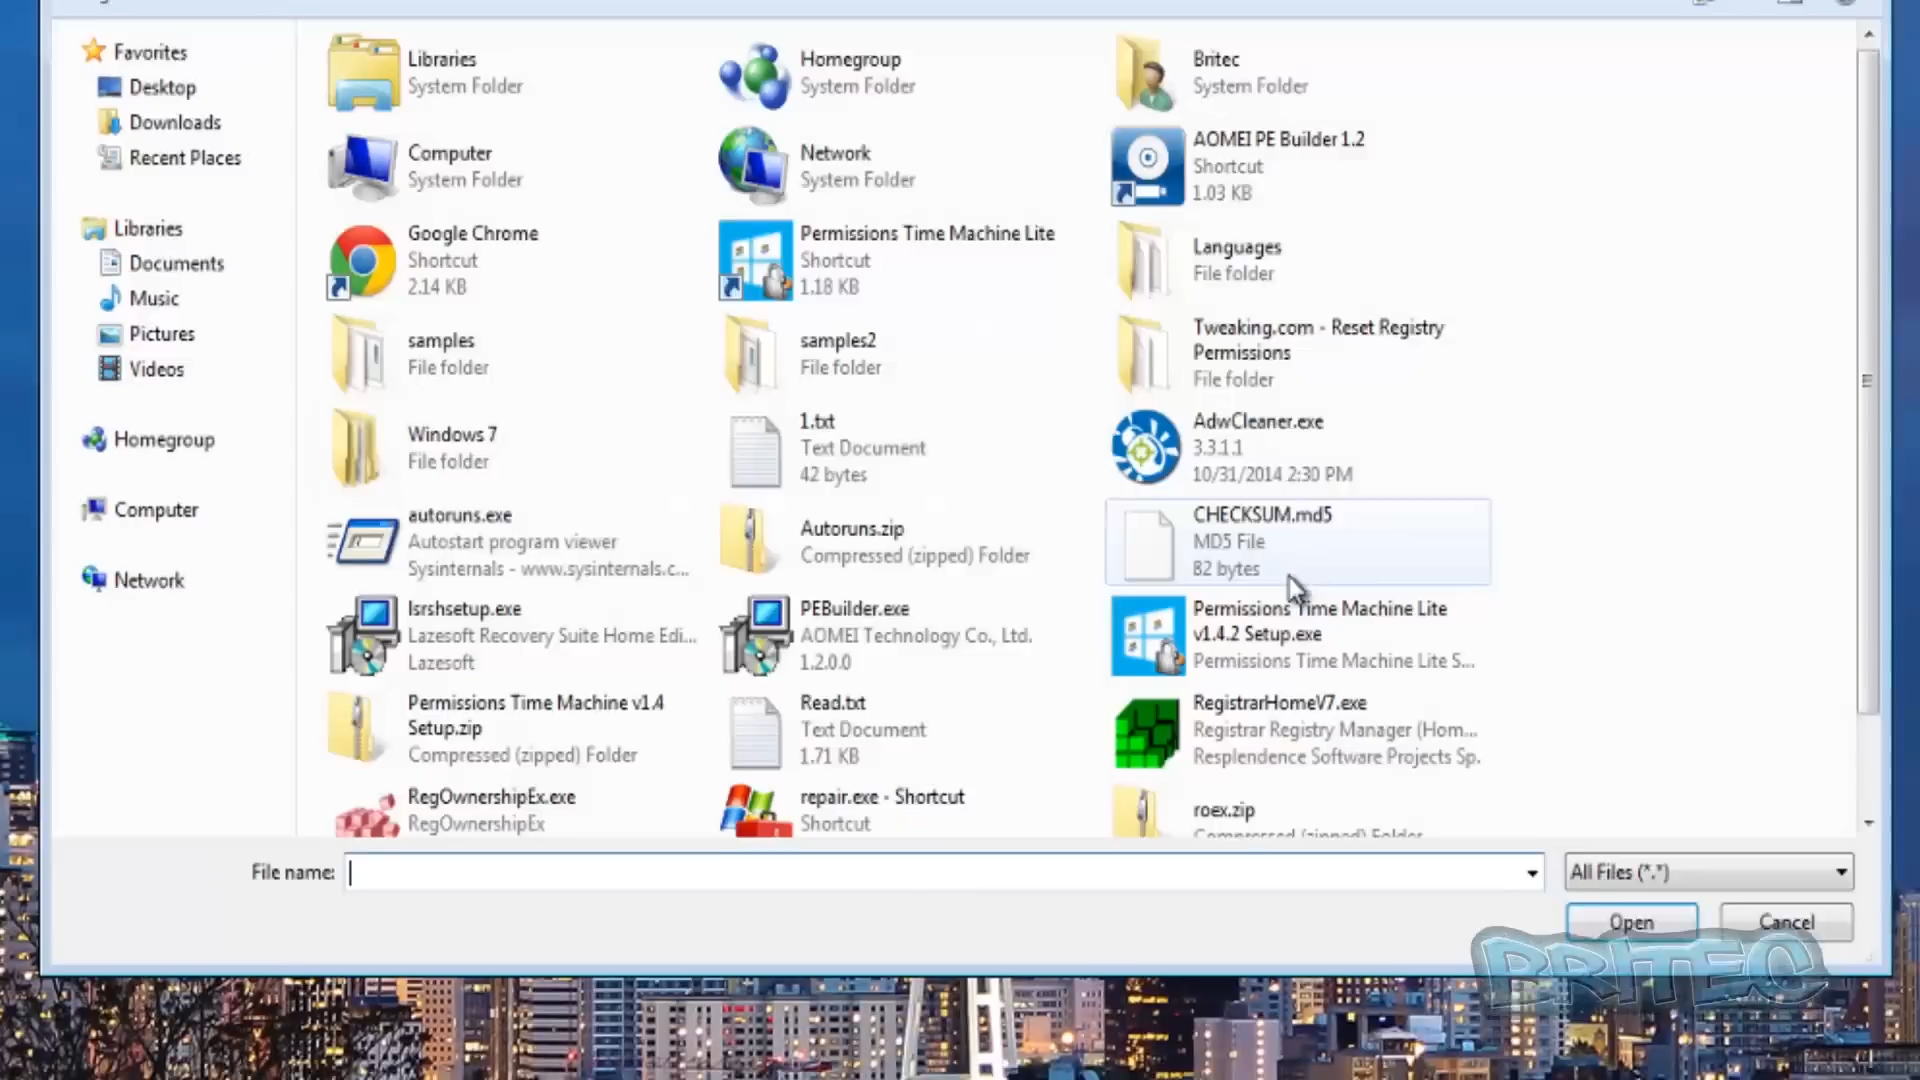 Favorites
Desktop
Downloads
Recent Places
Libraries
Documents
Music
Pictures
Videos
Homegroup
Computer
Network
Libraries
System Folder
Homegroup
System Folder
Britec
System Folder
Computer
System Folder
Network
System Folder
AOMEI PE Builder 1.2
Shortcut
1.03 KB
Google Chrome
Shortcut
2.14 KB
Permissions Time Machine Lite
Shortcut
1.18 KB
Languages
File folder
samples
File folder
samples2
File folder
Tweaking.com - Reset Registry
Permissions
File folder
Windows 7
File folder
1.txt
Text Document
42 bytes
AdwCleaner.exe
3.3.1.1
10/31/2014 2:30 PM
autoruns.exe
Autostart program viewer
Sysinternals - www.sysinternals.c...
Autoruns.zip
Compressed (zipped) Folder
CHECKSUM.md5
MD5 File
82 bytes
lsrshsetup.exe
Lazesoft Recovery Suite Home Edi...
Lazesoft
PEBuilder.exe
AOMEI Technology Co., Ltd.
1.2.0.0
Permissions Time Machine Lite
v1.4.2 Setup.exe
Permissions Time Machine Lite S...
Permissions Time Machine v1.4
Setup.zip
Compressed (zipped) Folder
Read.txt
Text Document
1.71 KB
RegistrarHomeV7.exe
Registrar Registry Manager (Hom...
Resplendence Software Projects Sp.
RegOwnershipEx.exe
RegOwnershipEx
repair.exe - Shortcut
Shortcut
roex.zip
Compressed (zipped) Folder
File name:
All Files (*.*)
Open
Cancel
BRITEC